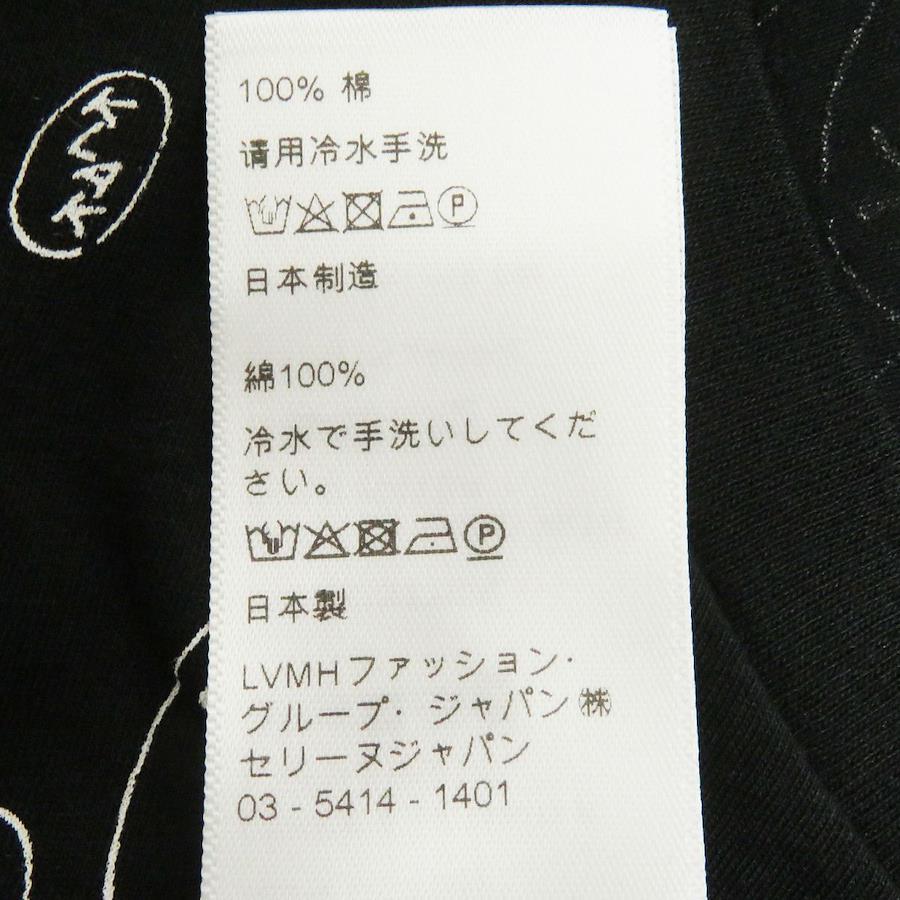 KLAK
100% 棉
请用冷水手洗
P
日本制造
綿100%
冷水で手洗いしてくだ
さい。
P
日本製
LVMHファッション·
グループ· ジャパン㈱
セリーヌジャパン
03 - 5414 - 1401